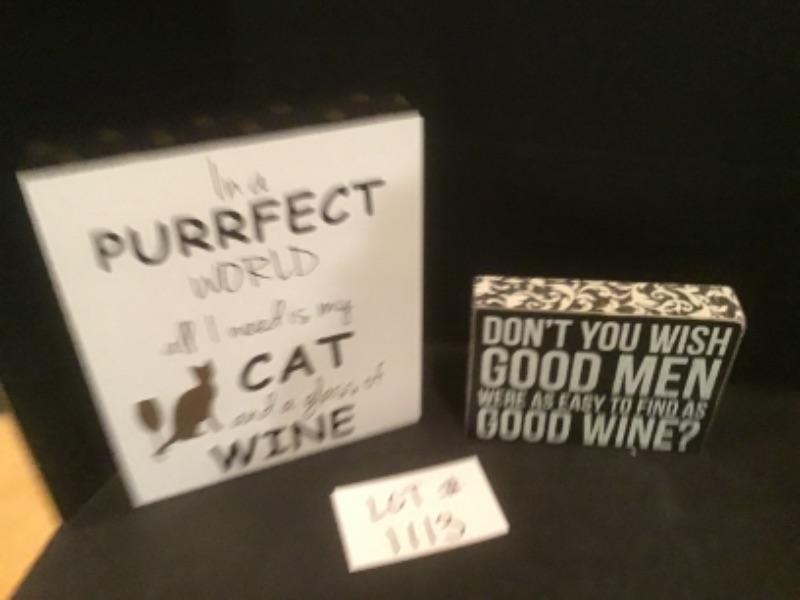 In a
PURRFECT
WORLD
all I need is my
CAT
and a glass of
WINE
DON'T YOU WISH
GOOD MEN
WERE AS EASY TO FIND AS
GOOD WINE?
LOT #
1113